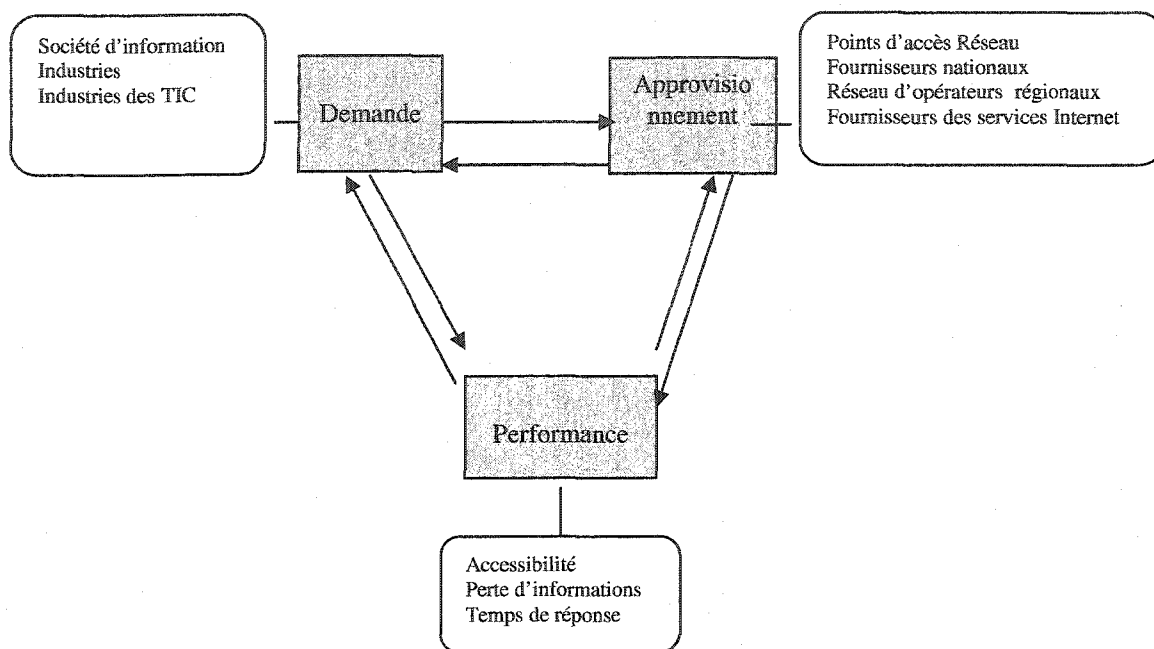 Société d'information
Industries
Industries des TIC
Demande
Approvisio
nnement
Points d'accès Réseau
Fournisseurs nationaux
Réseau d'opérateurs régionaux
Fournisseurs des services Internet
Performance
Accessibilité
Perte d'informations
Temps de réponse